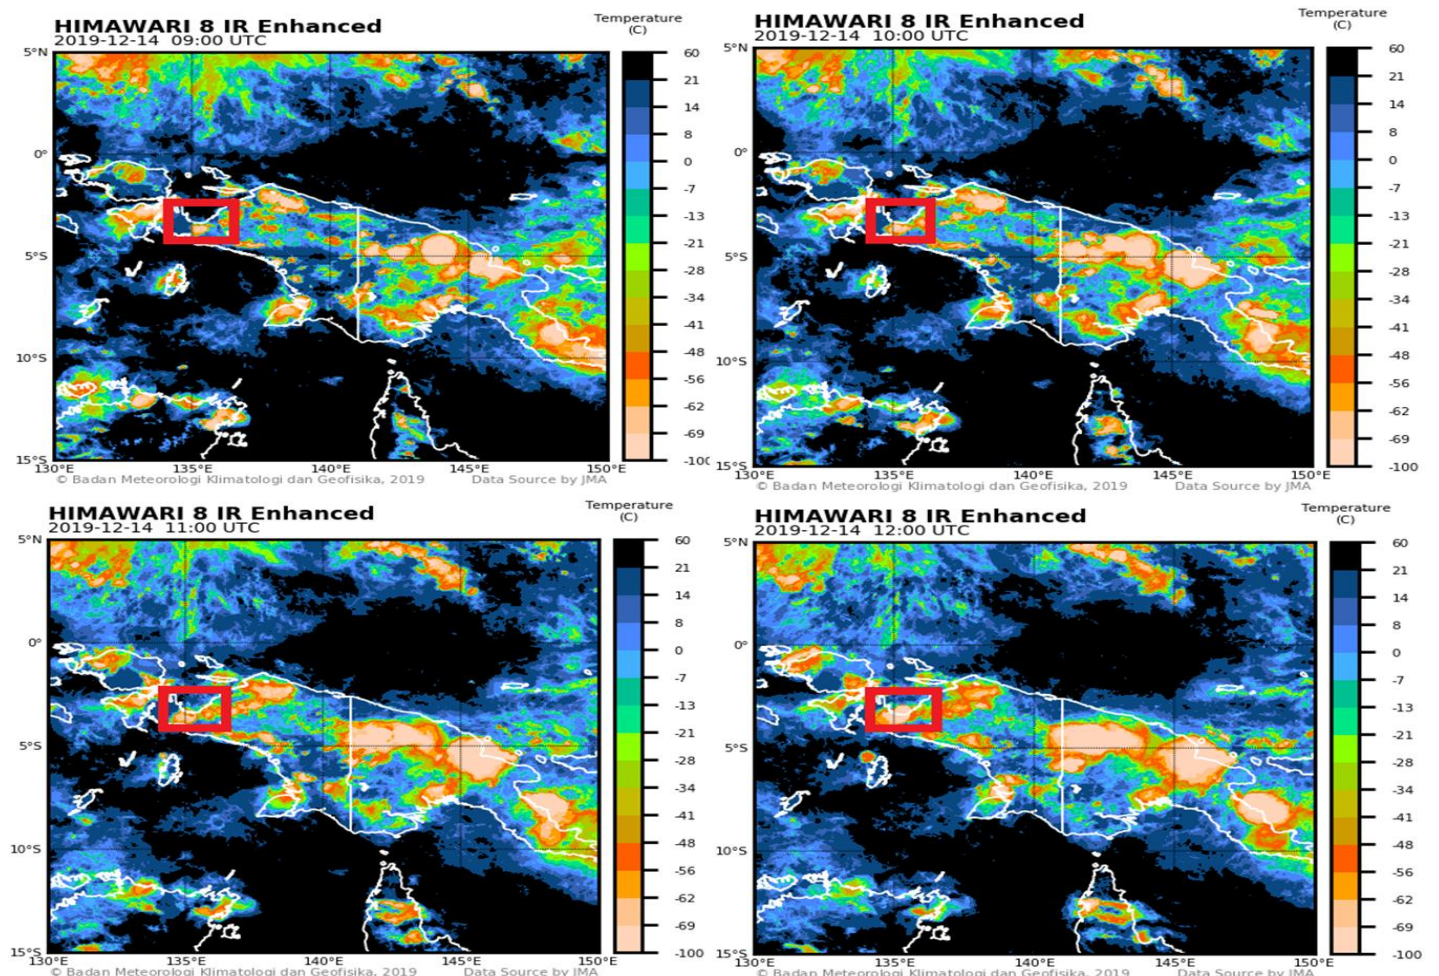 HIMAWARI 8 IR Enhanced
2019-12-14 09:00 UTC
Temperature
(C)
5°N
0°
5°S
10°S
15°S
130°E
135°E
140°E
145°E
150°E
60
21
14
8
0
-7
-13
-21
-28
-34
-41
-48
-56
-62
-69
-100
© Badan Meteorologi Klimatologi dan Geofisika, 2019
Data Source by JMA
HIMAWARI 8 IR Enhanced
2019-12-14 10:00 UTC
Temperature
(C)
5°N
0°
5°S
10°S
15°S
130°E
135°E
140°E
145°E
150°E
60
21
14
8
0
-7
-13
-21
-28
-34
-41
-48
-56
-62
-69
-100
© Badan Meteorologi Klimatologi dan Geofisika, 2019
Data Source by JMA
HIMAWARI 8 IR Enhanced
2019-12-14 11:00 UTC
Temperature
(C)
5°N
0°
5°S
10°S
15°S
130°E
135°E
140°E
145°E
150°E
60
21
14
8
0
-7
-13
-21
-28
-34
-41
-48
-56
-62
-69
-100
© Badan Meteorologi Klimatologi dan Geofisika, 2019
Data Source by JMA
HIMAWARI 8 IR Enhanced
2019-12-14 12:00 UTC
Temperature
(C)
5°N
0°
5°S
10°S
15°S
130°E
135°E
140°E
145°E
150°E
60
21
14
8
0
-7
-13
-21
-28
-34
-41
-48
-56
-62
-69
-100
© Badan Meteorologi Klimatologi dan Geofisika, 2019
Data Source by JMA